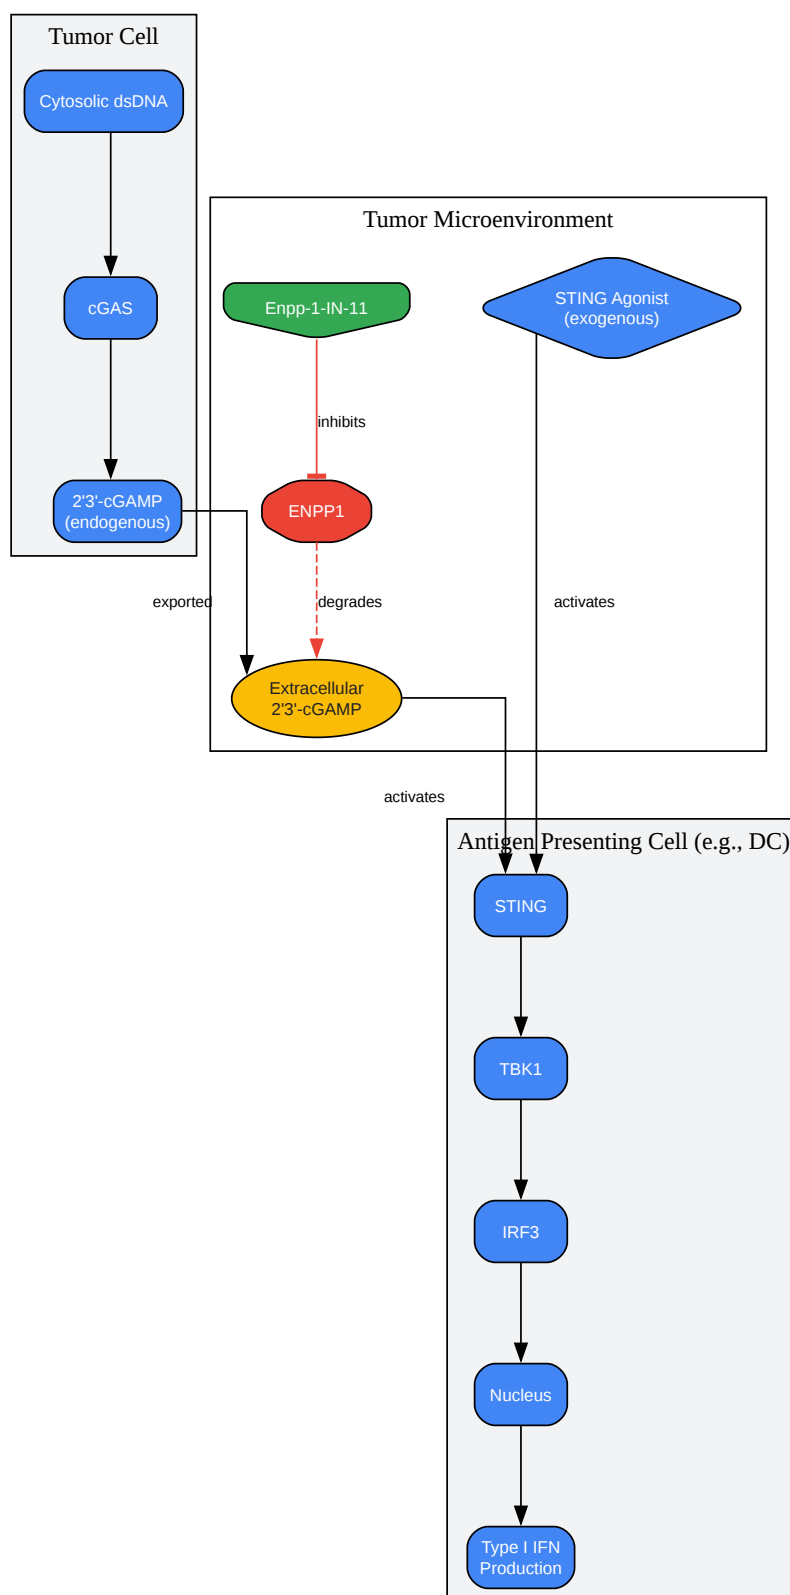 Tumor Cell
Cytosolic dsDNA
cGAS
2'3'-cGAMP
(endogenous)
exported
Tumor Microenvironment
Enpp-1-IN-11
STING Agonist
(exogenous)
inhibits
ENPP1
degrades
activates
Extracellular
2'3'-cGAMP
activates
Antigen Presenting Cell (e.g., DC)
STING
TBK1
IRF3
Nucleus
Type I IFN
Production